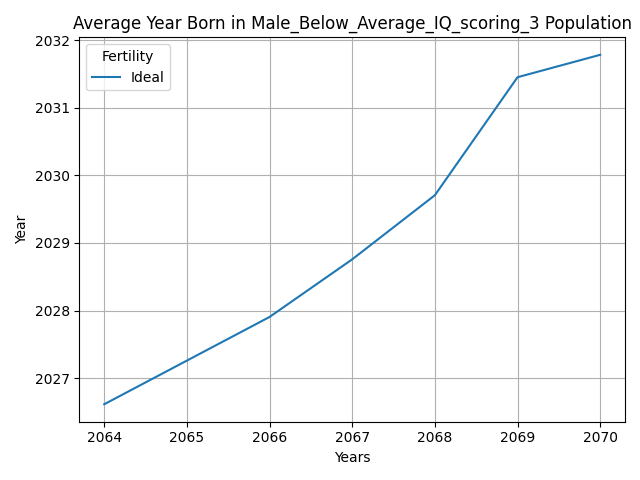 Average Year Born in Male_Below_Average_IQ_scoring_3 Population
2032
2031
2030
2029
2028
2027
Year
Fertility
Ideal
2064 2065 2066 2067 2068 2069 2070
Years